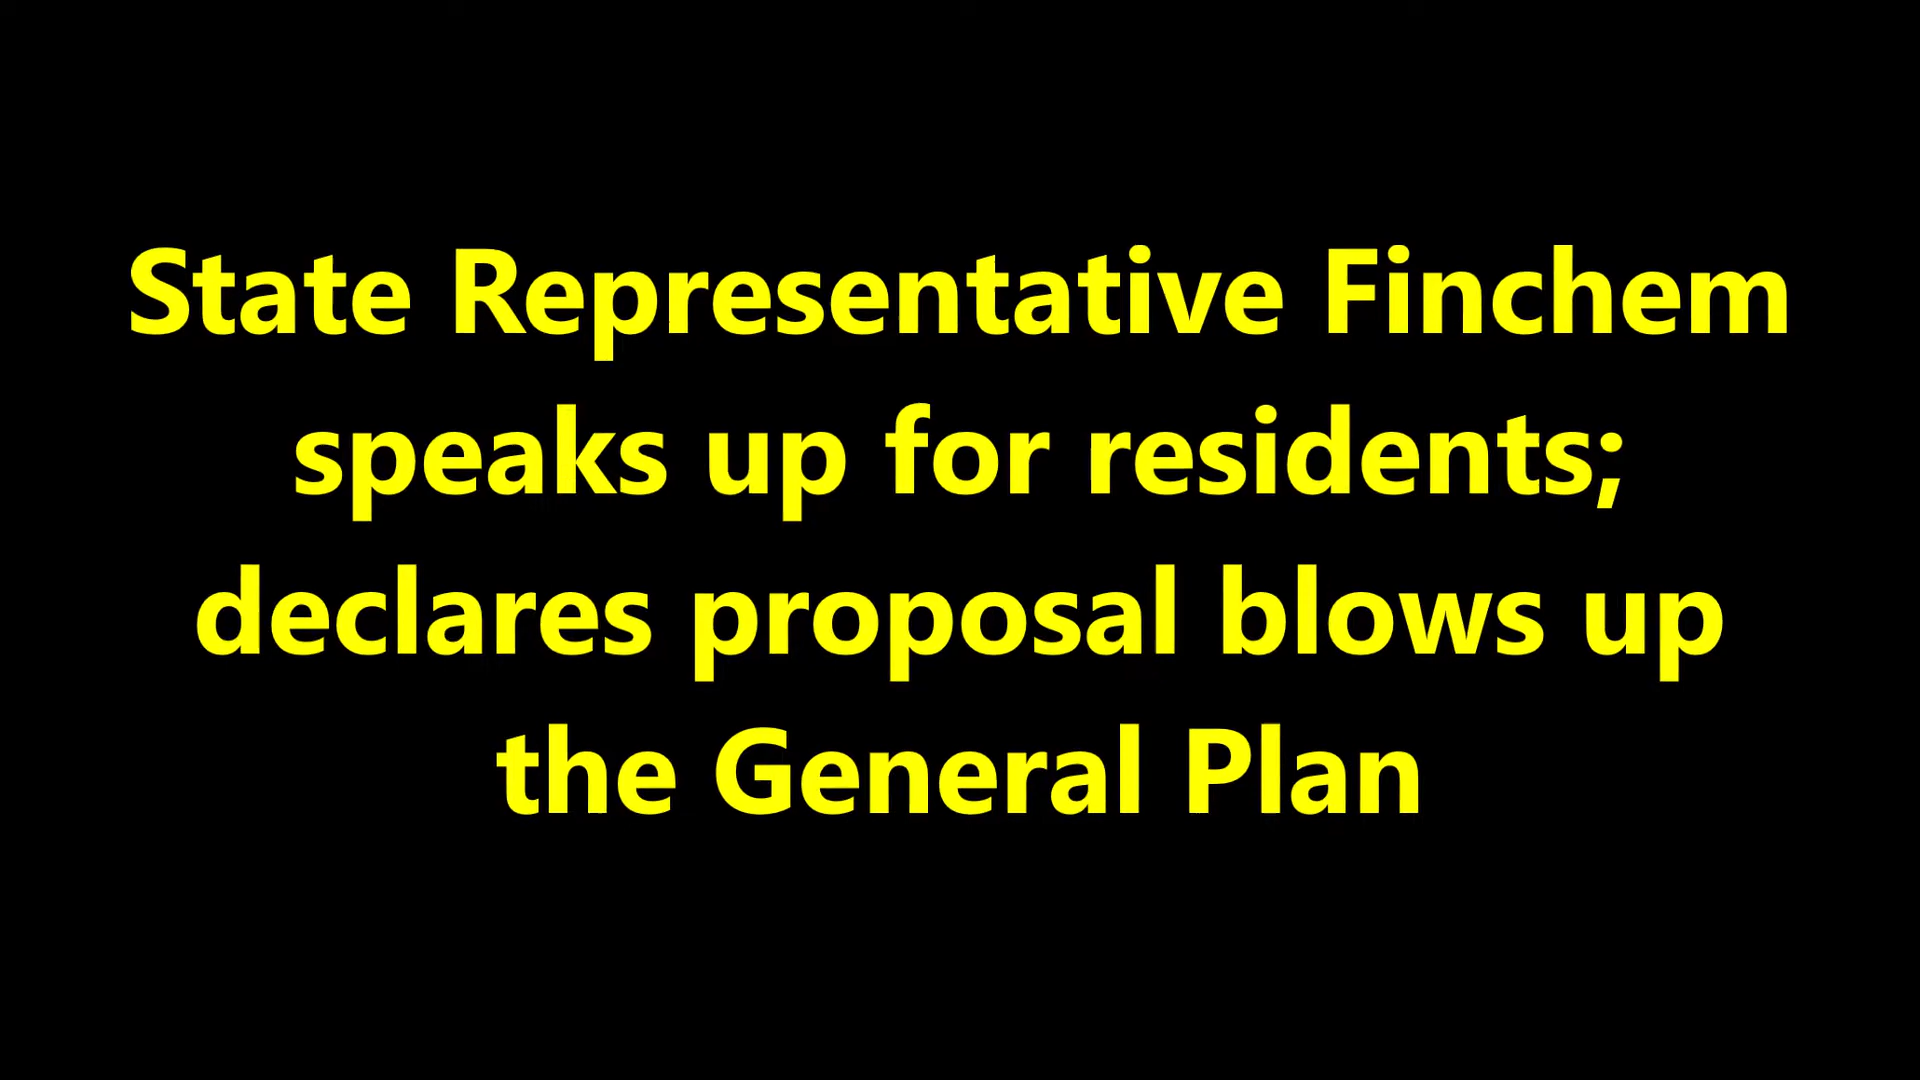 State Representative Finchem
speaks up for residents;
declares proposal blows up
the General Plan